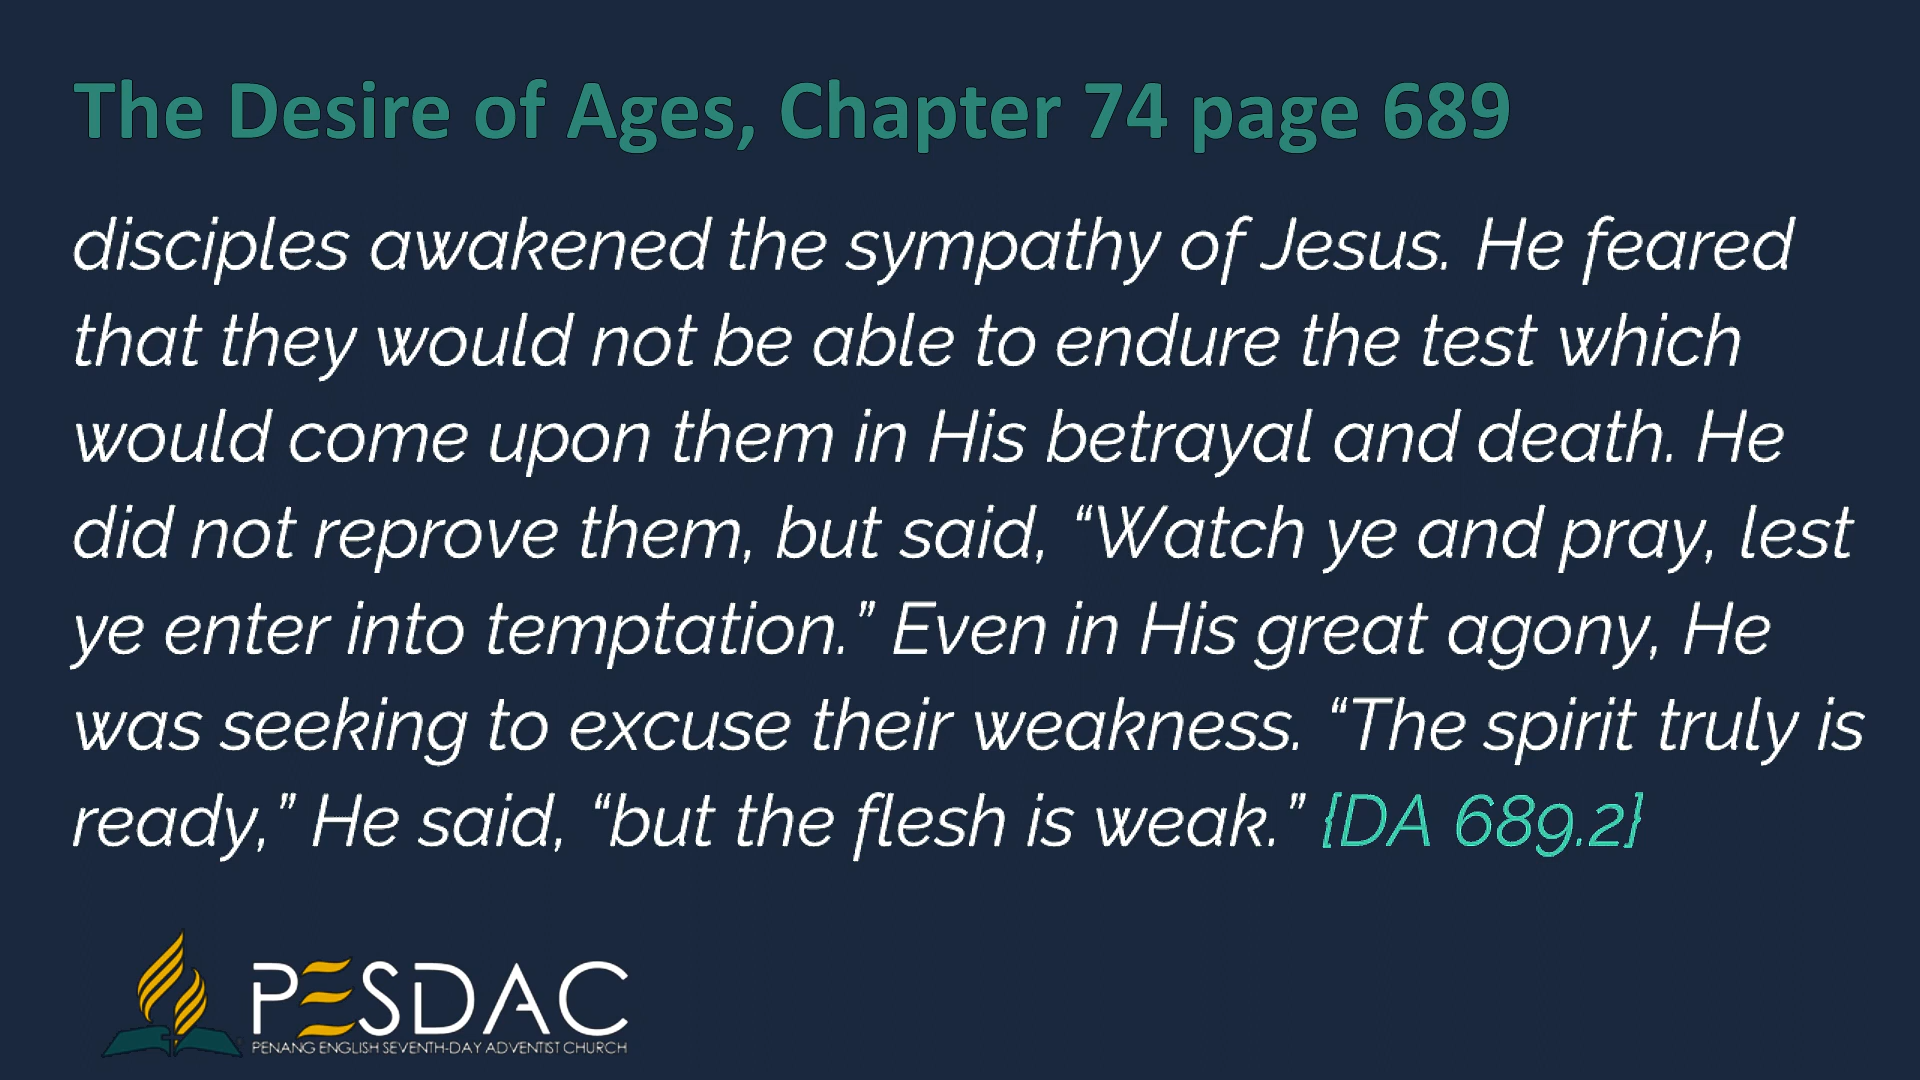 The Desire of Ages, Chapter 74 page 689
disciples awakened the sympathy of Jesus. He feared
that they would not be able to endure the test which
would come upon them in His betrayal and death. He
did not reprove them, but said, “Watch ye and pray, lest
ye enter into temptation.” Even in His great agony, He
was seeking to excuse their weakness. “The spirit truly is
ready,” He said, “but the flesh is weak.” {DA 689.2}
PESDAC
PENANG ENGLISH SEVENTH-DAY ADVENTIST CHURCH